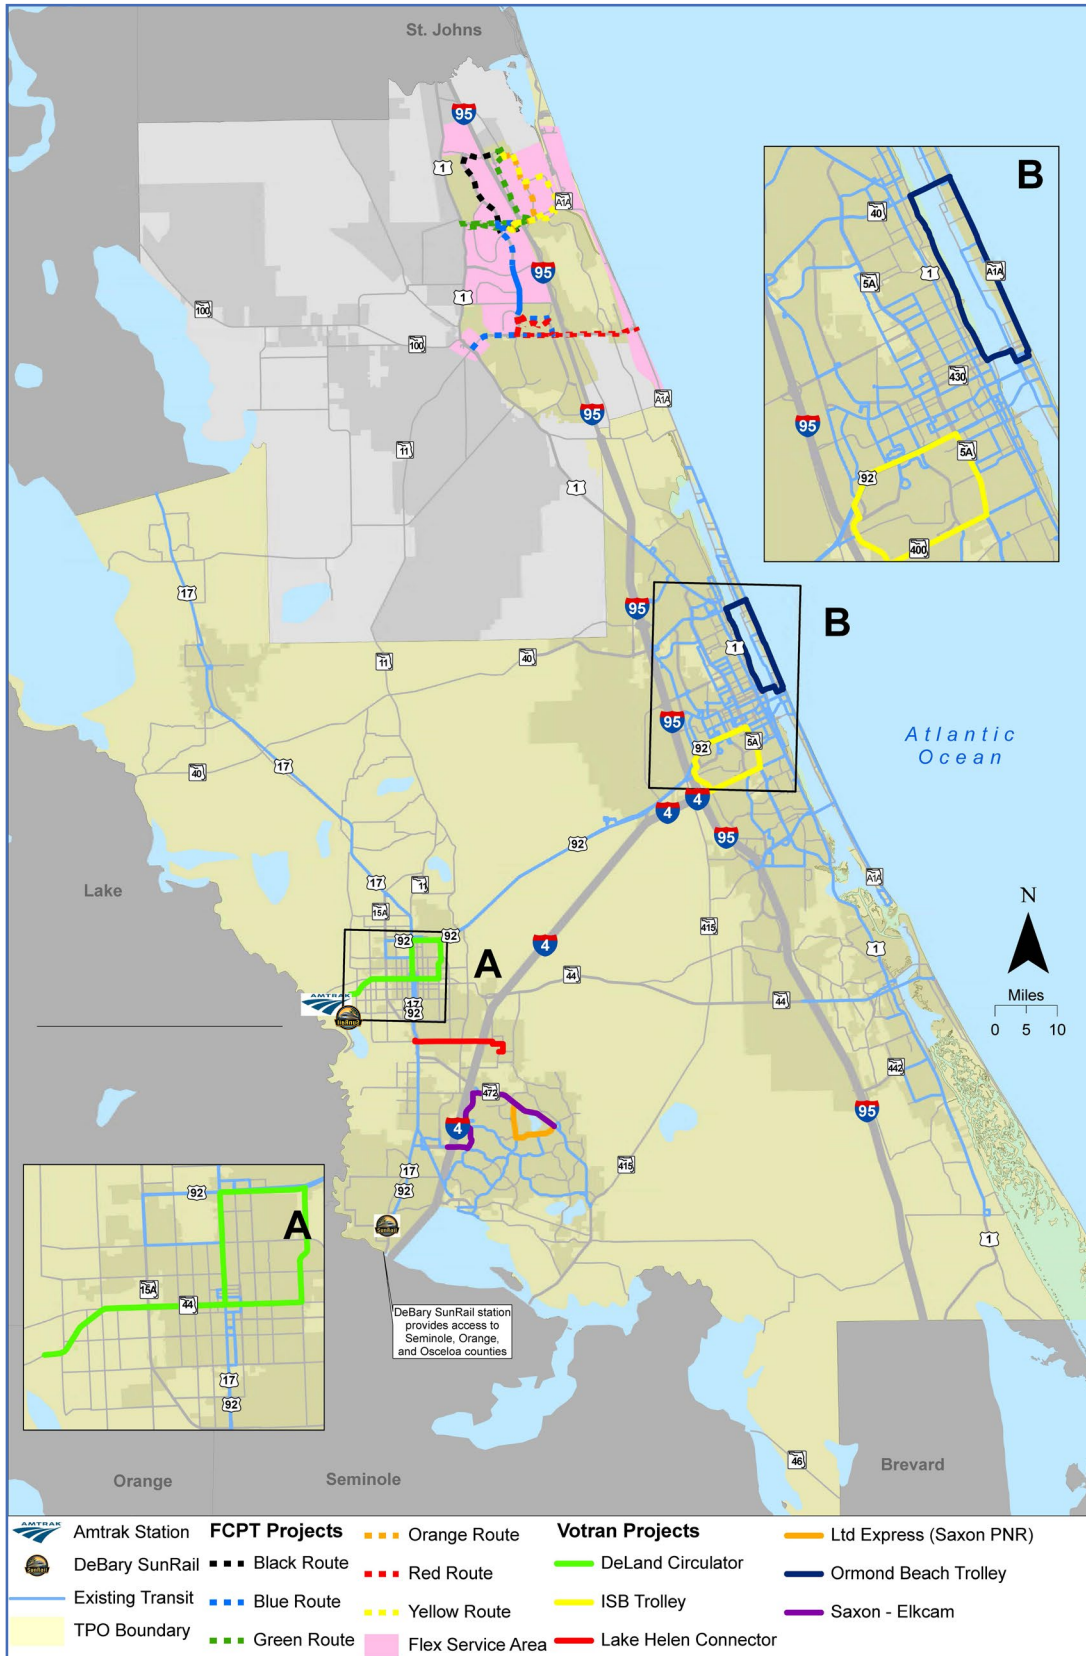 St. Johns
95
1
A1A
95
1
100
100
95
A1A
11
1
17
95
40
11
1
B
95
40
17
92
5A
4
4
95
92
Atlantic
Ocean
Lake
17
11
15A
92
92
A1A
415
A
4
44
44
1
N
Miles
0 5 10
AMTRAK
17
92
472
442
4
95
415
17
92
SunRail
1
DeBary SunRail station
provides access to
Seminole, Orange,
and Osceloa counties
46
Orange
Seminole
Brevard
B
40
A1A
1
5A
430
95
5A
92
400
A
92
15A
44
17
92
AMTRAK
Amtrak Station
DeBary SunRail
Existing Transit
TPO Boundary
FCPT Projects
Black Route
Blue Route
Green Route
Orange Route
Red Route
Yellow Route
Flex Service Area
Votran Projects
DeLand Circulator
ISB Trolley
Lake Helen Connector
Ltd Express (Saxon PNR)
Ormond Beach Trolley
Saxon - Elkcam